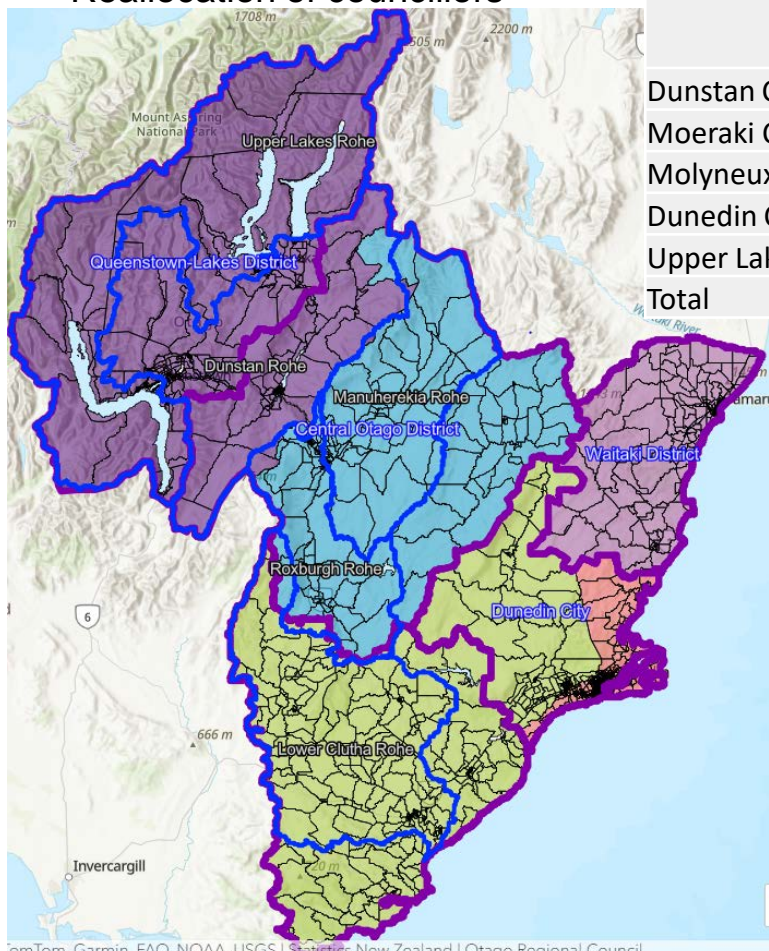 Reallocation of councillors
1708 m
2200 m
505 m
Mount Aspiring
National Park
Upper Lakes Rohe
Dunstan
Moeraki
Molyneux
Dunedin
Upper
Total
Queenstown-Lakes District
Dunstan Rohe
Manuherekia Rohe
Central Otago District
Waitaki District
Roxburgh Rohe
Dunedin City
6
666 m
Lower Clutha Rohe
20 m
Invercargill
TomTom, Garmin, FAO, NOAA, USGS | Statistics New Zealand | Otago Regional Council